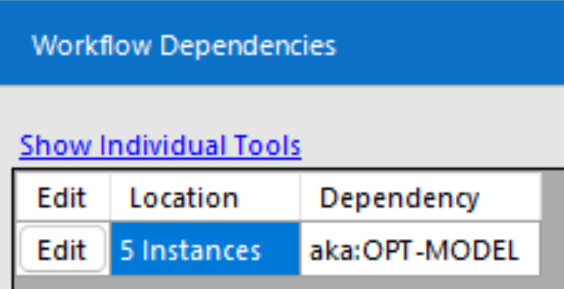 Workflow Dependencies
Show Individual Tools
Edit Location Dependency
Edit 5 Instances aka:OPT-MODEL